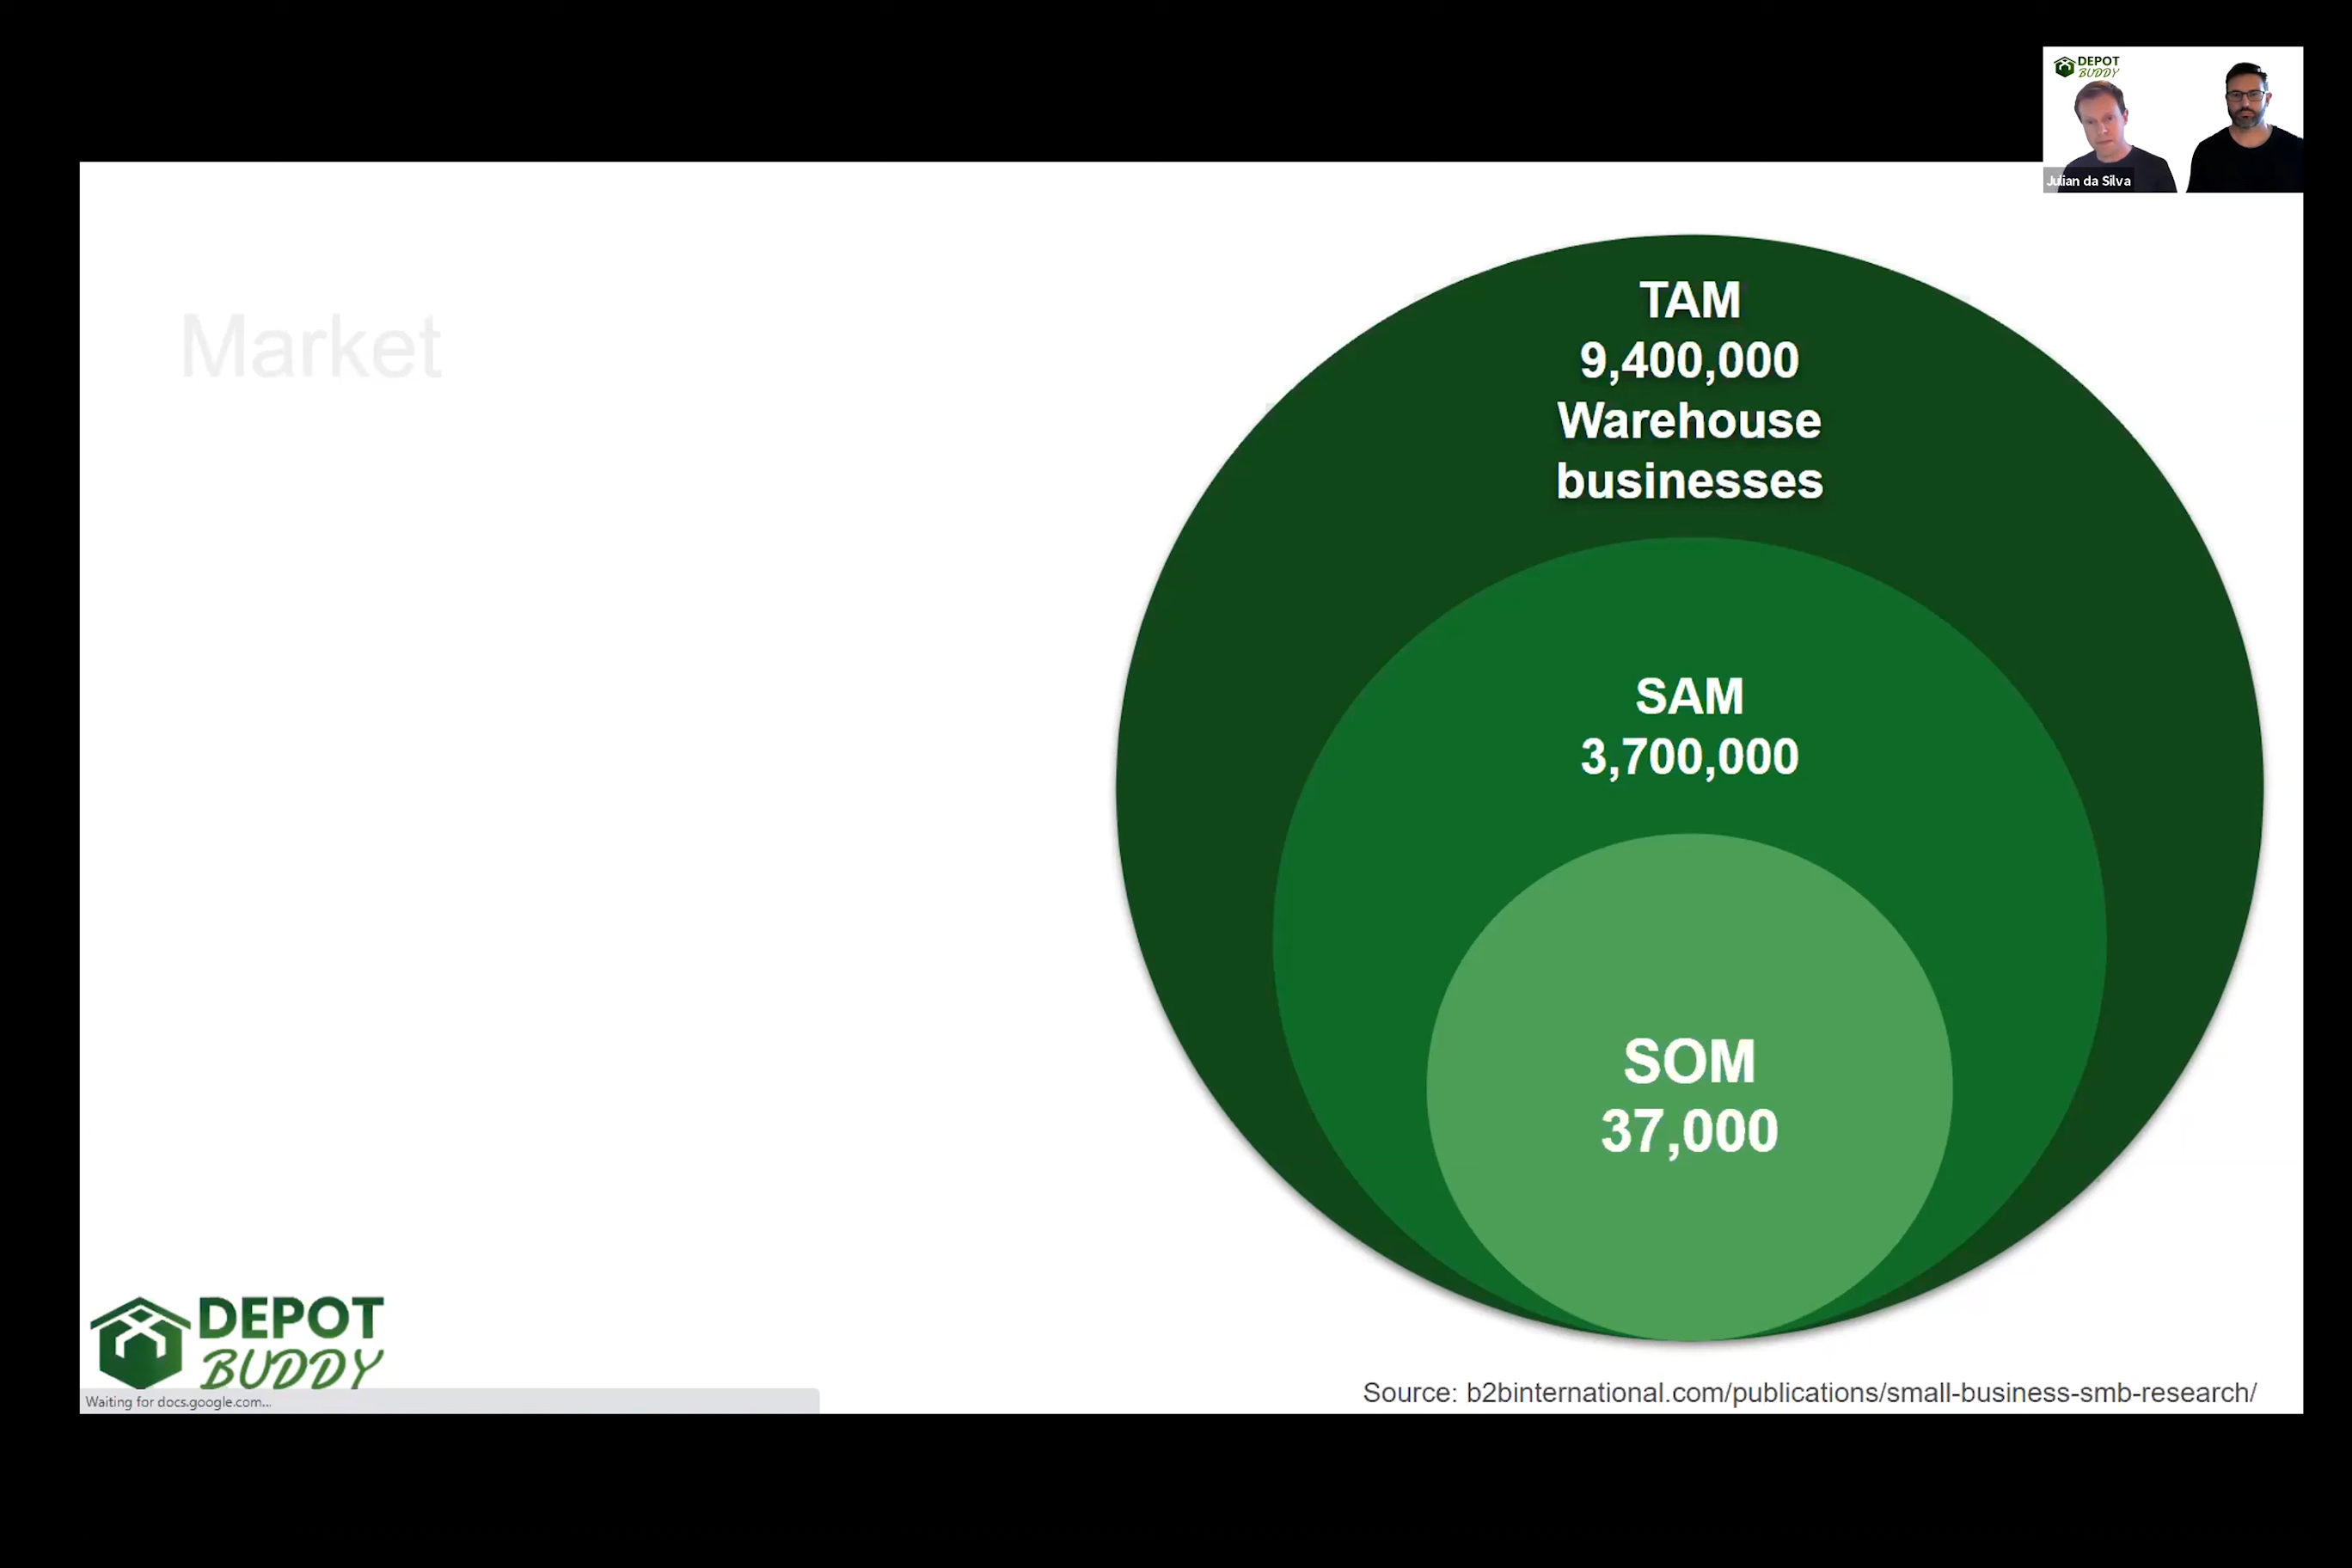 DEPOT
BUDDY
Julian da Silva
Market
TAM
9,400,000
Warehouse
businesses
SAM
3,700,000
SOM
37,000
DEPOT
BUDDY
Waiting for docs.google.com...
Source: b2binternational.com/publications/small-business-smb-research/